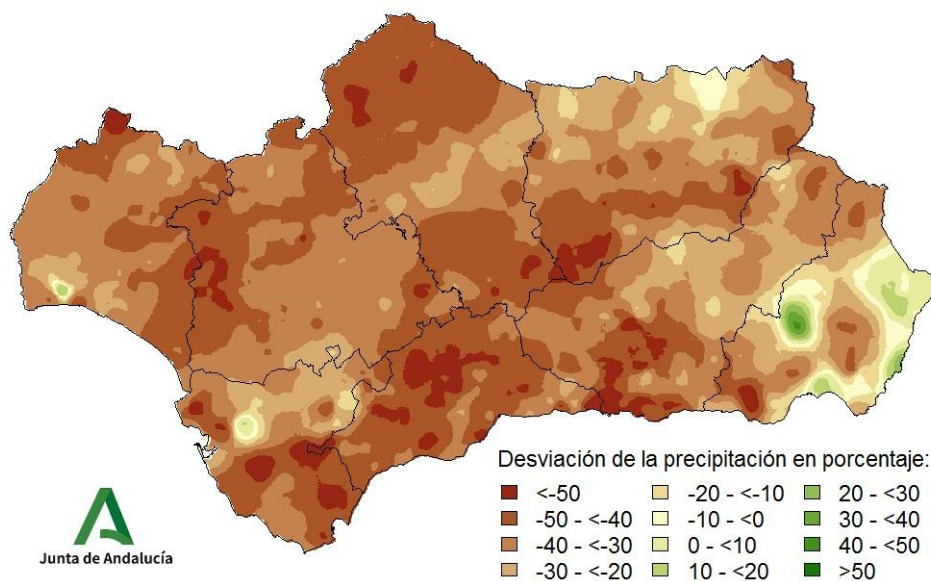 Desviación de la precipitación en porcentaje:
<-50
-50 - <-40
-40 - <-30
-30 - <-20
-20 - <-10
-10 - <0
0 - <10
10 - <20
20 - <30
30 - <40
40 - <50
>50
Junta de Andalucía